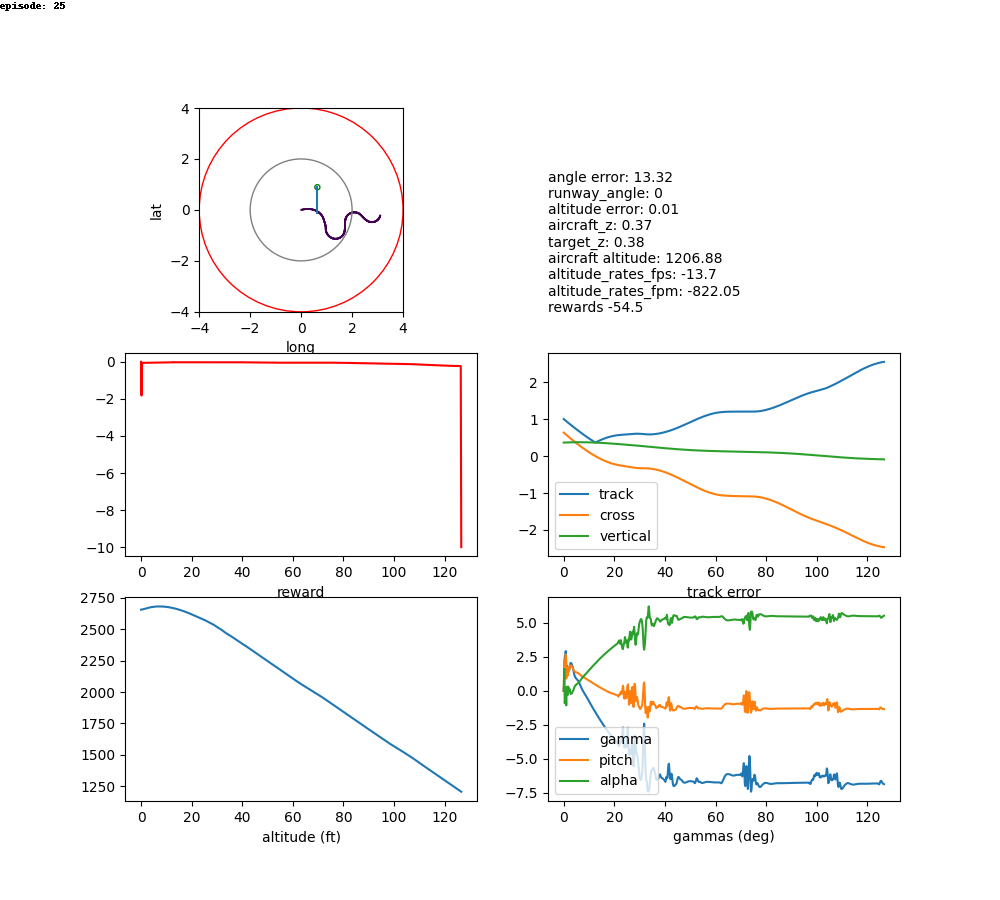 episode: 25
4
2
0
−2
−4
lat
−4 −2 0 2 4
long
angle error: 13.32
runway_angle: 0
altitude error: 0.01
aircraft_z: 0.37
target_z: 0.38
aircraft altitude: 1206.88
altitude_rates_fps: -13.7
altitude_rates_fpm: -822.05
rewards -54.5
0
−2
−4
−6
−8
−10
0 20 40 60 80 100 120
reward
2
1
0
−1
−2
track
cross
vertical
0 20 40 60 80 100 120
track error
2750
2500
2250
2000
1750
1500
1250
0 20 40 60 80 100 120
altitude (ft)
5.0
2.5
0.0
−2.5
−5.0
−7.5
gamma
pitch
alpha
0 20 40 60 80 100 120
gammas (deg)